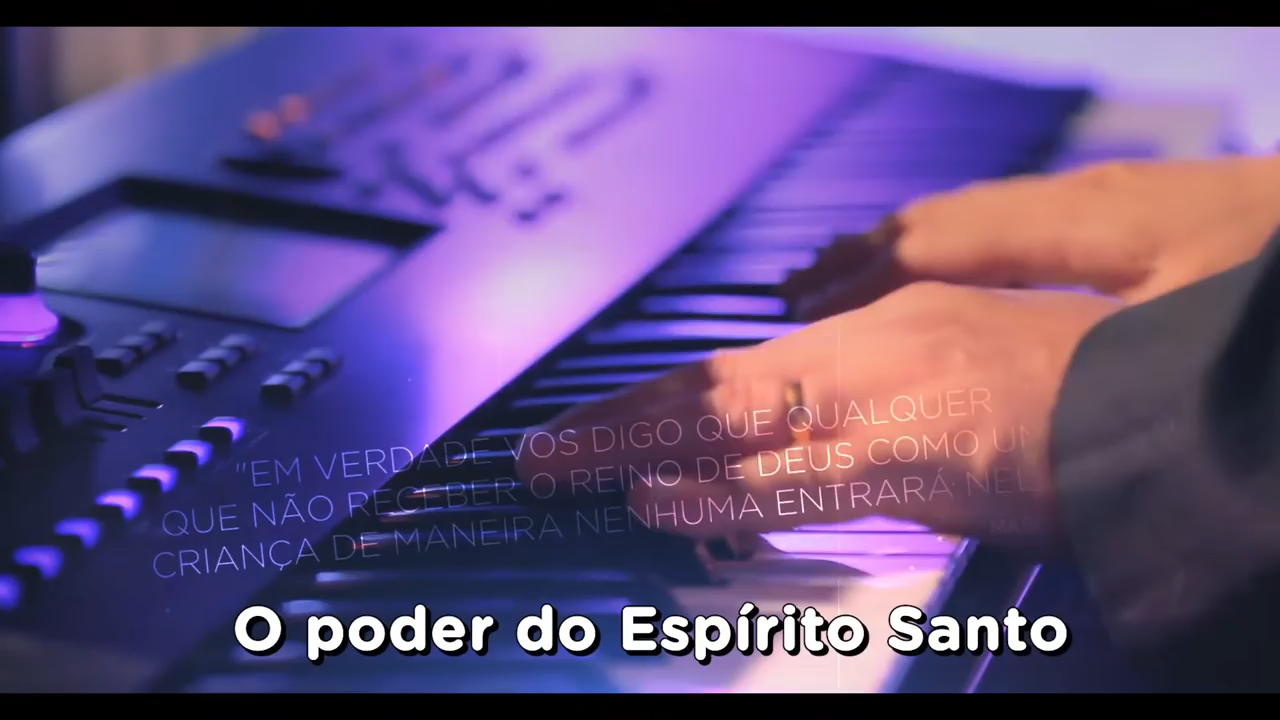 "EM VERDADE VOS DIGO QUE QUALQUER
QUE NÃO RECEBER O REINO DE DEUS COMO
CRIANÇA DE MANEIRA NENHUMA ENTRARÁ
O poder do Espírito Santo